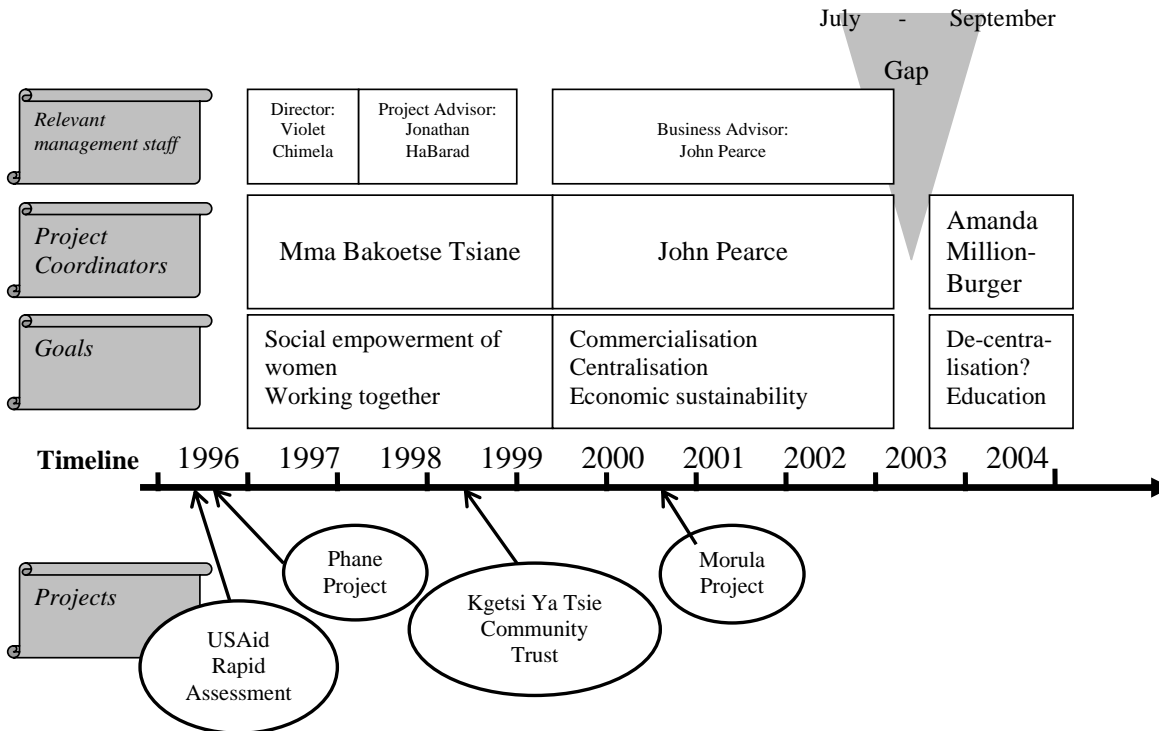 July - September
Gap
Relevant
management staff
Director:
Violet
Chimela
Project Advisor:
Jonathan
HaBarad
Business Advisor:
John Pearce
Project
Coordinators
Mma Bakoetse Tsiane
John Pearce
Amanda
Million-
Burger
Goals
Social empowerment of
women
Working together
Commercialisation
Centralisation
Economic sustainability
De-centra-
lisation?
Education
Timeline 1996 1997 1998 1999 2000 2001 2002 2003 2004
Projects
USAid
Rapid
Assessment
Phane
Project
Kgetsi Ya Tsie
Community
Trust
Morula
Project